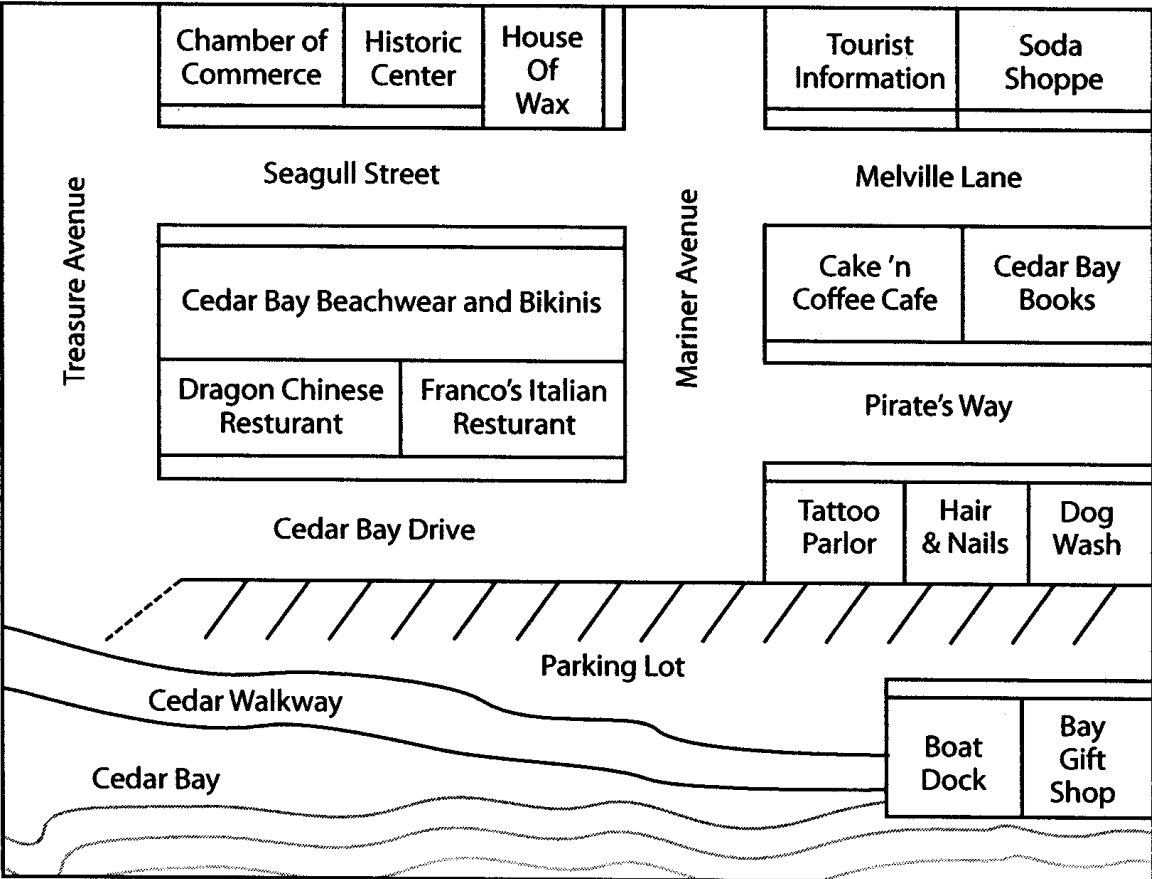 Chamber of
Commerce
Historic
Center
House
Of
Wax
Tourist
Information
Soda
Shoppe
Seagull Street
Melville Lane
Treasure Avenue
Mariner Avenue
Cedar Bay Beachwear and Bikinis
Cake 'n
Coffee Cafe
Cedar Bay
Books
Dragon Chinese
Resturant
Franco's Italian
Resturant
Pirate's Way
Cedar Bay Drive
Tattoo
Parlor
Hair
& Nails
Dog
Wash
Parking Lot
Cedar Walkway
Boat
Dock
Bay
Gift
Shop
Cedar Bay